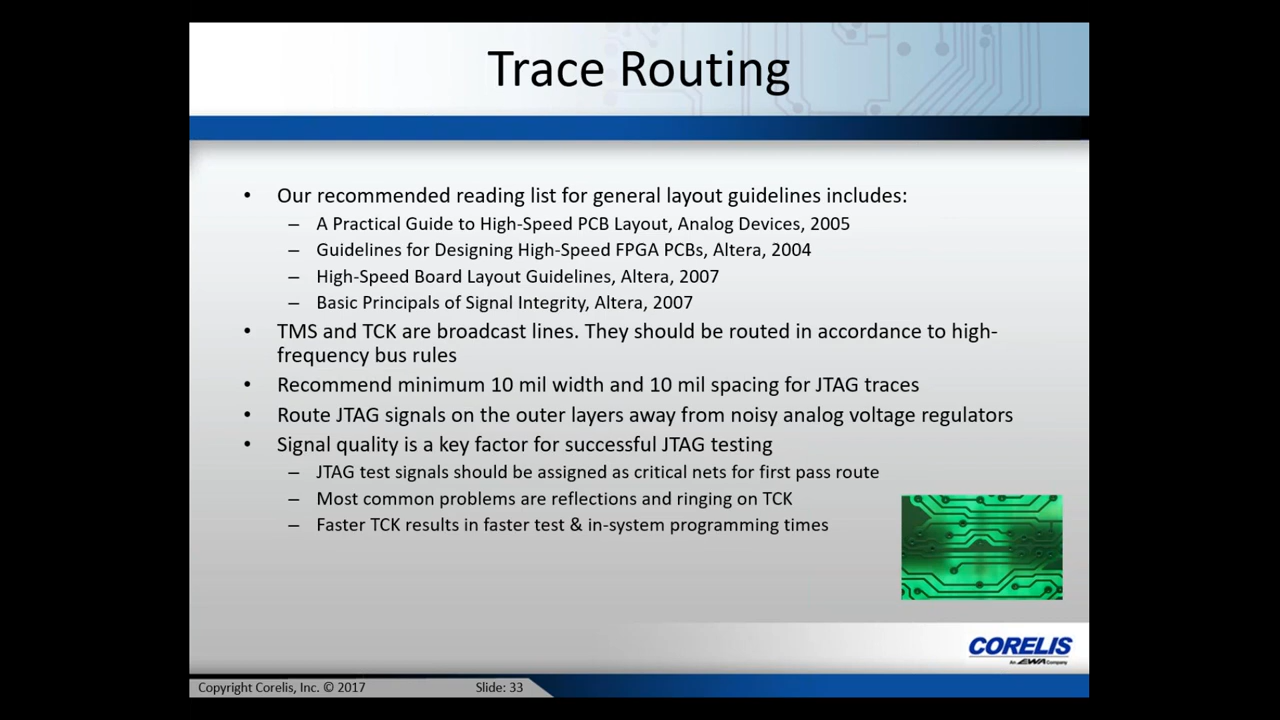 Trace Routing
• Our recommended reading list for general layout guidelines includes:
– A Practical Guide to High-Speed PCB Layout, Analog Devices, 2005
– Guidelines for Designing High-Speed FPGA PCBs, Altera, 2004
– High-Speed Board Layout Guidelines, Altera, 2007
– Basic Principals of Signal Integrity, Altera, 2007
• TMS and TCK are broadcast lines. They should be routed in accordance to high-
frequency bus rules
• Recommend minimum 10 mil width and 10 mil spacing for JTAG traces
• Route JTAG signals on the outer layers away from noisy analog voltage regulators
• Signal quality is a key factor for successful JTAG testing
– JTAG test signals should be assigned as critical nets for first pass route
– Most common problems are reflections and ringing on TCK
– Faster TCK results in faster test & in-system programming times
CORELIS
An EWA Company
Copyright Corelis, Inc. © 2017
Slide: 33